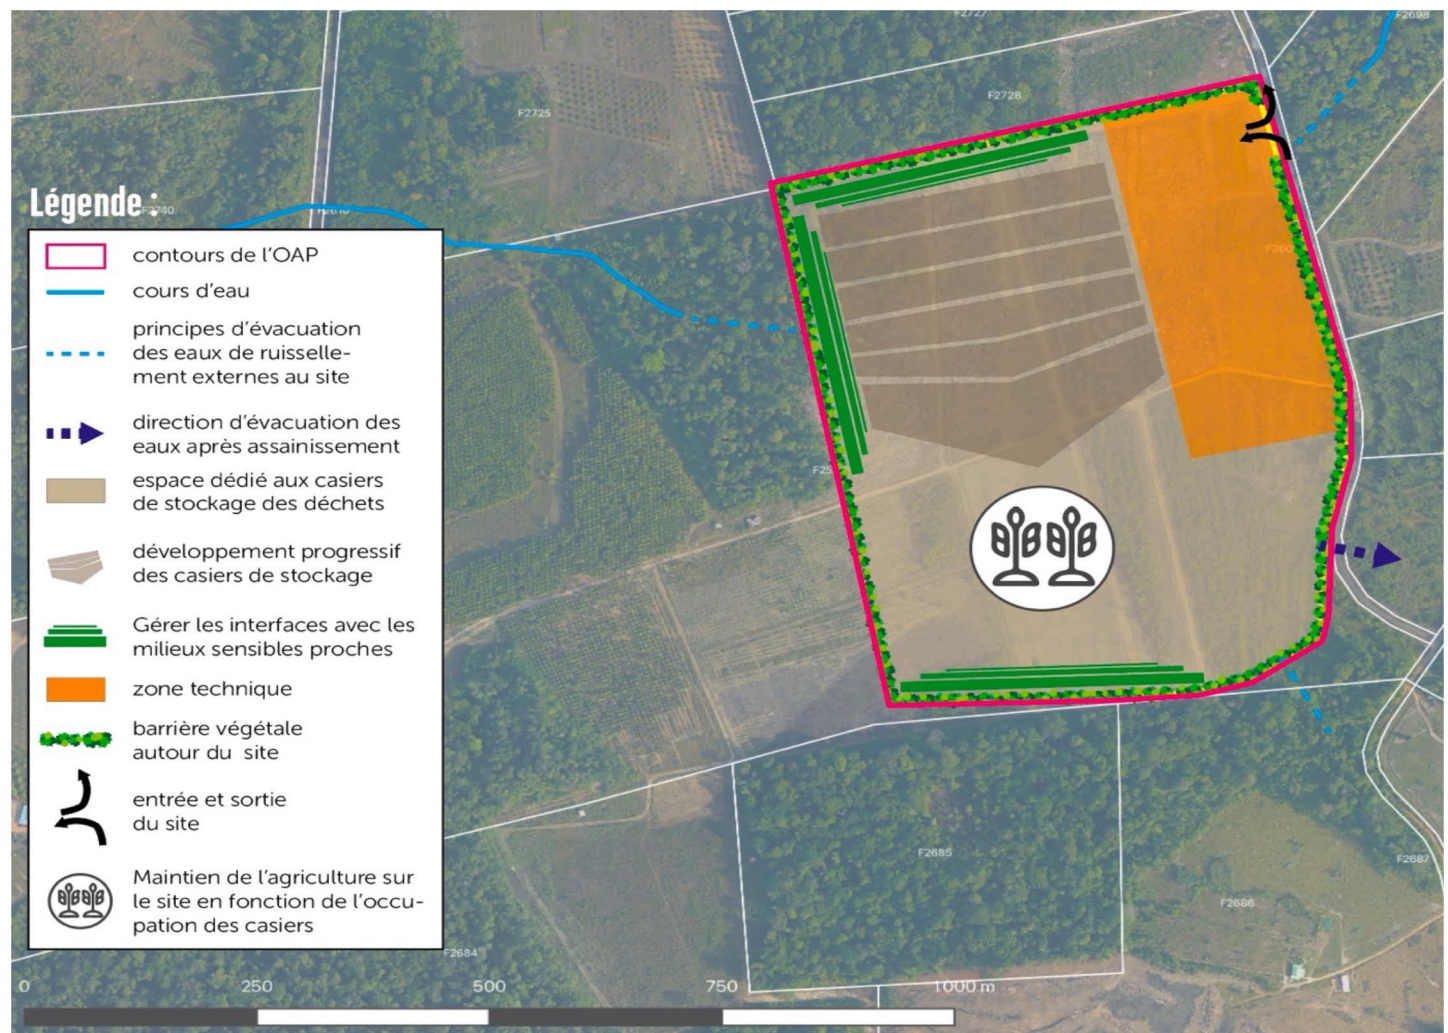 F2727
F2698
F2728
F2725
Légende :
F2740
contours de l'OAP
cours d'eau
principes d'évacuation
des eaux de ruisselle-
ment externes au site
direction d'évacuation des
eaux après assainissement
espace dédié aux casiers
de stockage des déchets
développement progressif
des casiers de stockage
Gérer les interfaces avec les
milieux sensibles proches
zone technique
barrière végétale
autour du site
entrée et sortie
du site
Maintien de l'agriculture sur
le site en fonction de l'occu-
pation des casiers
F2685
F2687
F2686
F2684
0 250 500 750 1000 m